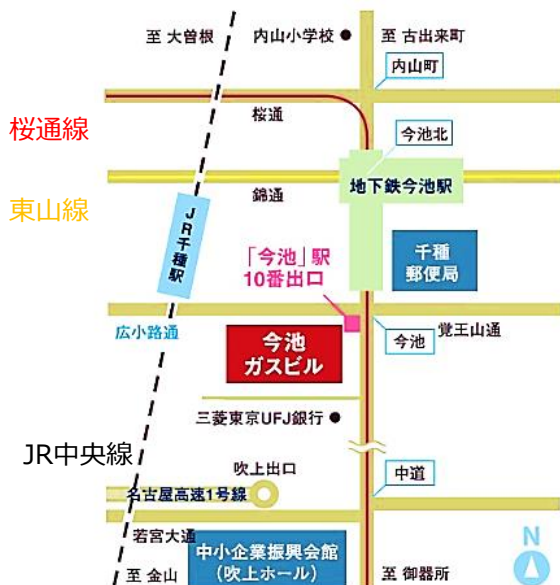 至 大曽根
内山小学校
至 古出来町
内山町
桜通
桜通線
今池北
地下鉄今池駅
東山線
錦通
JR千種駅
「今池」駅
10番出口
千種
郵便局
広小路通
今池
ガスビル
今池
覚王山通
三菱東京UFJ銀行
JR中央線
吹上出口
中道
名古屋高速1号線
若宮大通
中小企業振興会館
(吹上ホール)
至 金山
至 御器所
N